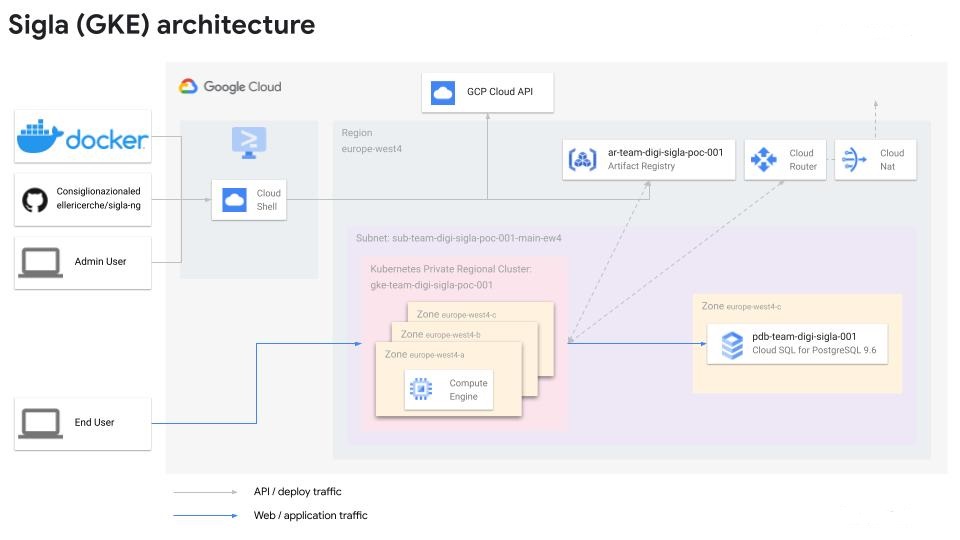 Sigla (GKE) architecture
Google Cloud
GCP Cloud API
docker
Region
europe-west4
ar-team-digi-sigla-poc-001
Artifact Registry
Cloud
Router
Cloud
Nat
Consiglionazionaled
ellericerche/sigla-ng
Cloud
Shell
Admin User
Subnet: sub-team-digi-sigla-poc-001-main-ew4
Kubernetes Private Regional Cluster:
gke-team-digi-sigla-poc-001
Zone europe-west4-c
Zone europe-west4-b
Zone europe-west4-a
Compute
Engine
Zone europe-west4-c
pdb-team-digi-sigla-001
Cloud SQL for PostgreSQL 9.6
End User
API / deploy traffic
Web / application traffic